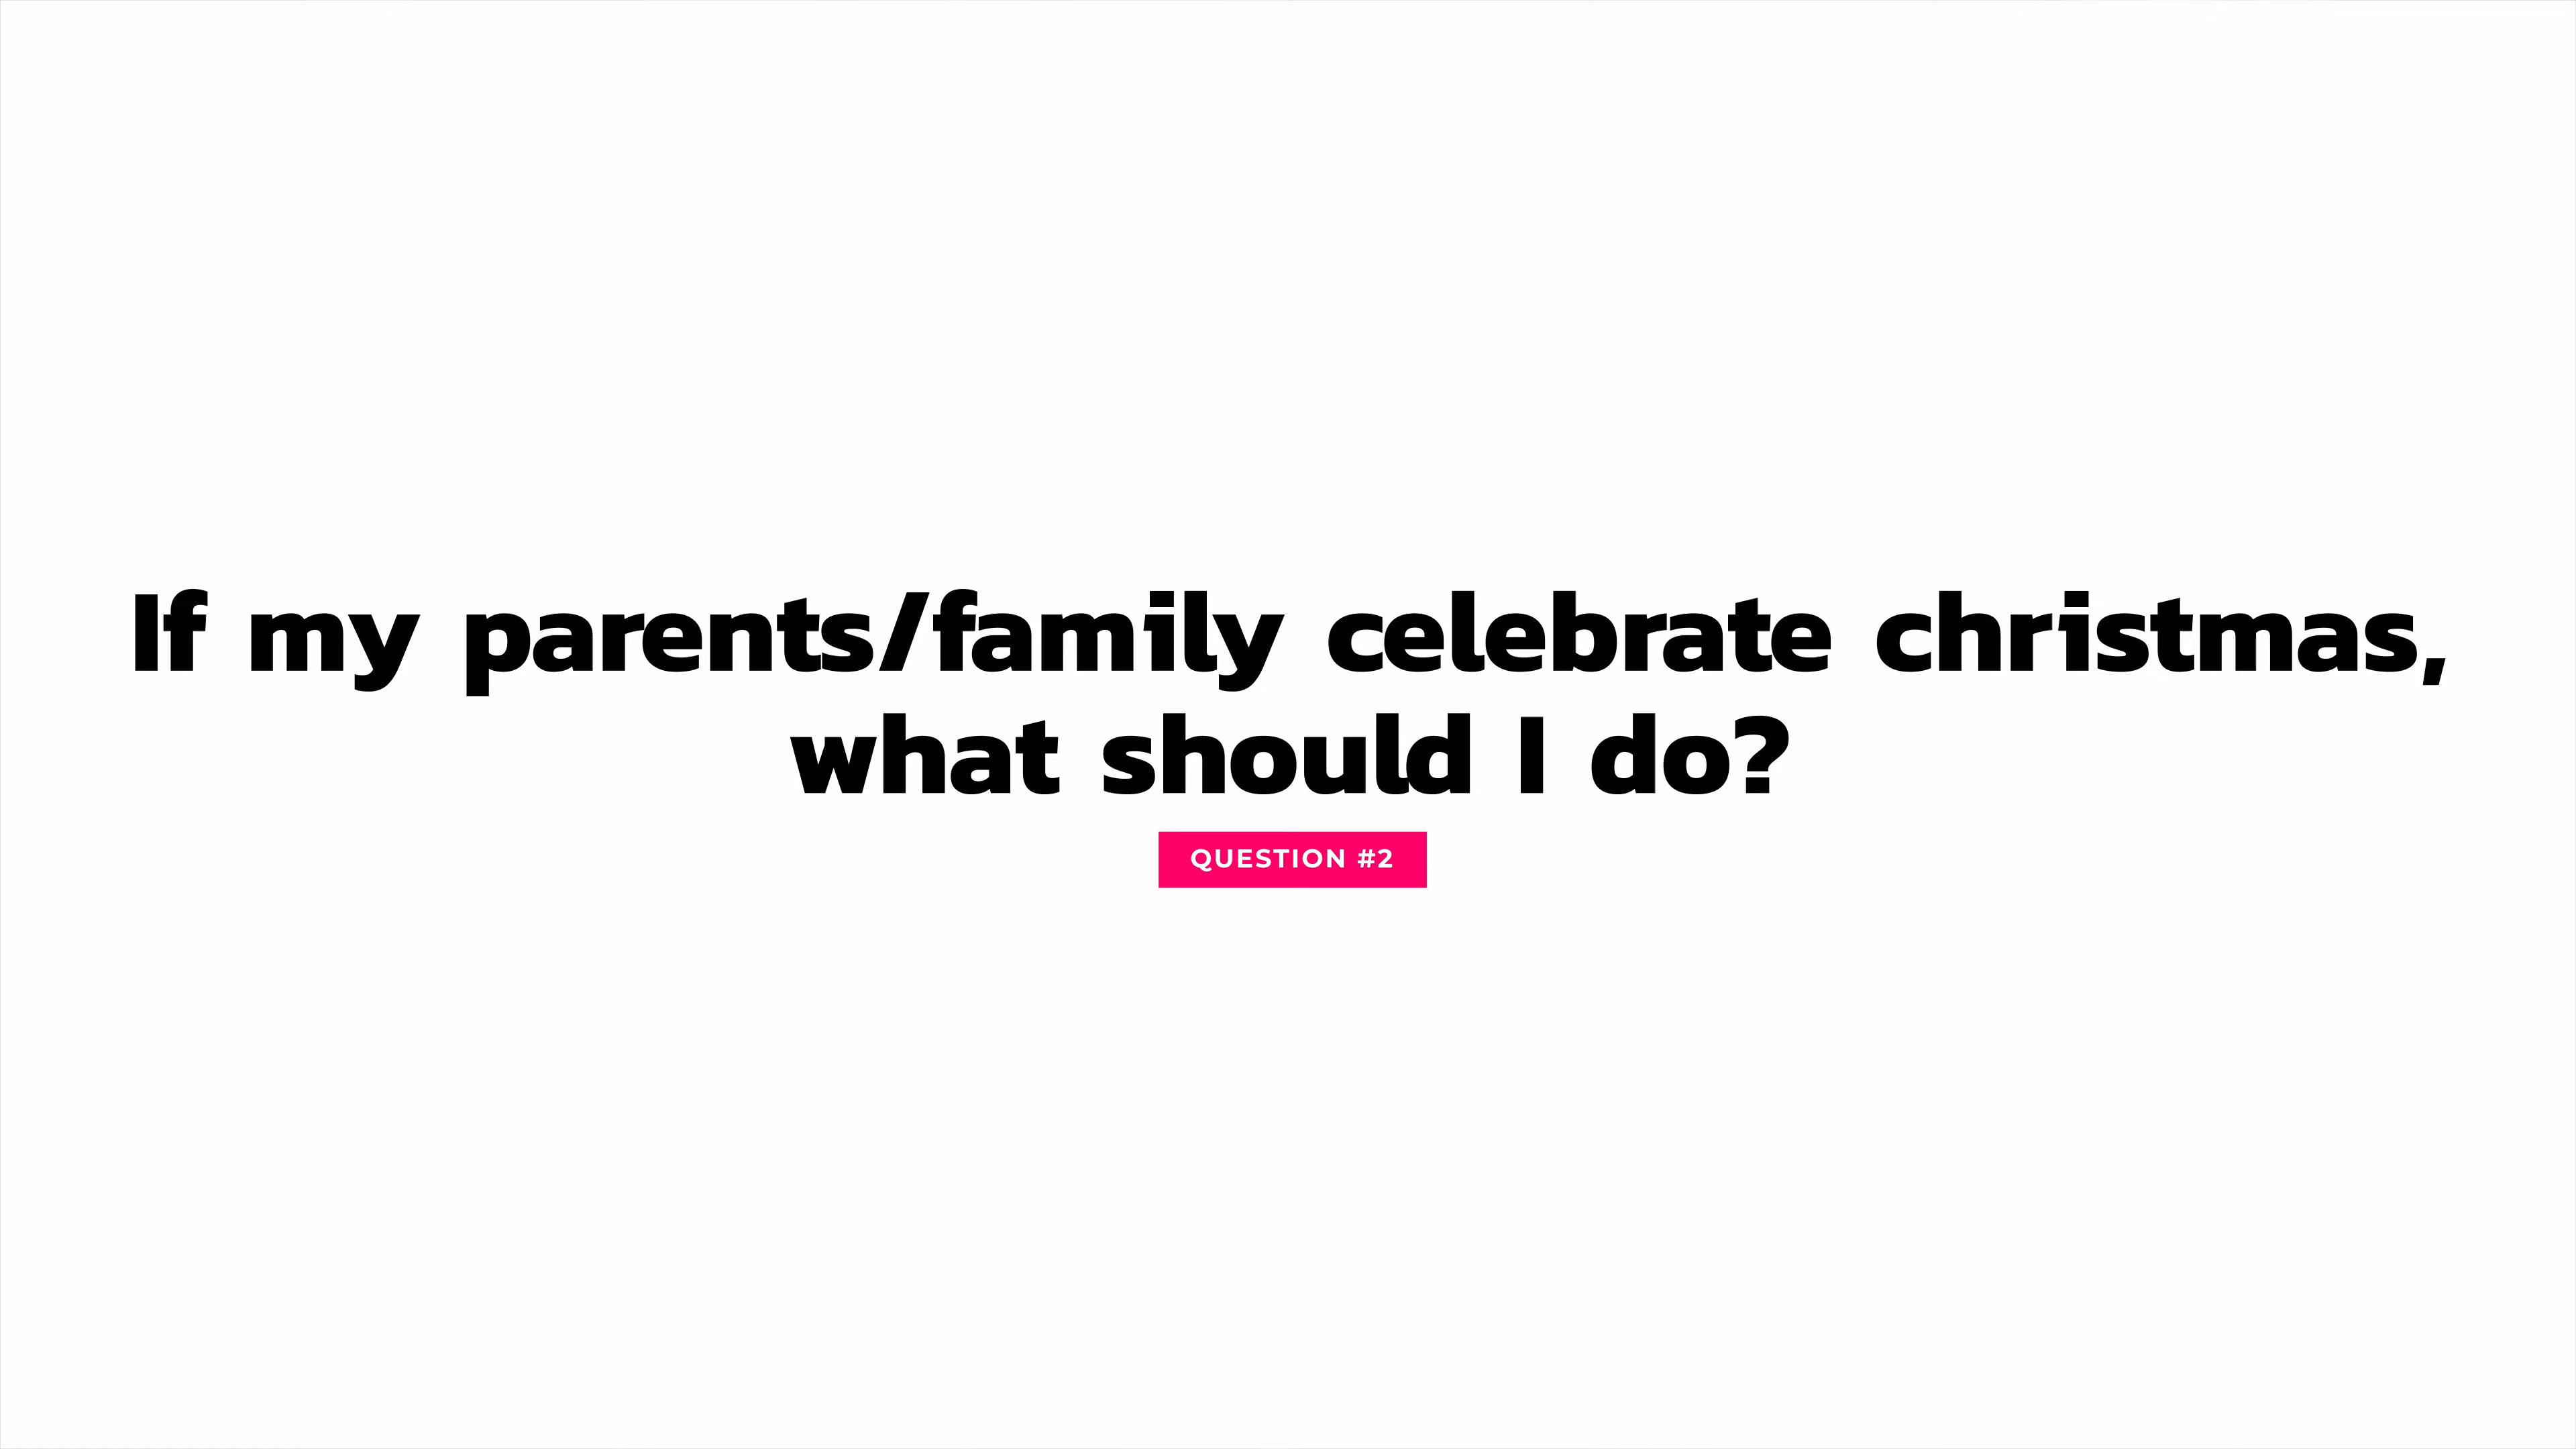 If my parents/family celebrate christmas,
what should I do?
QUESTION #2